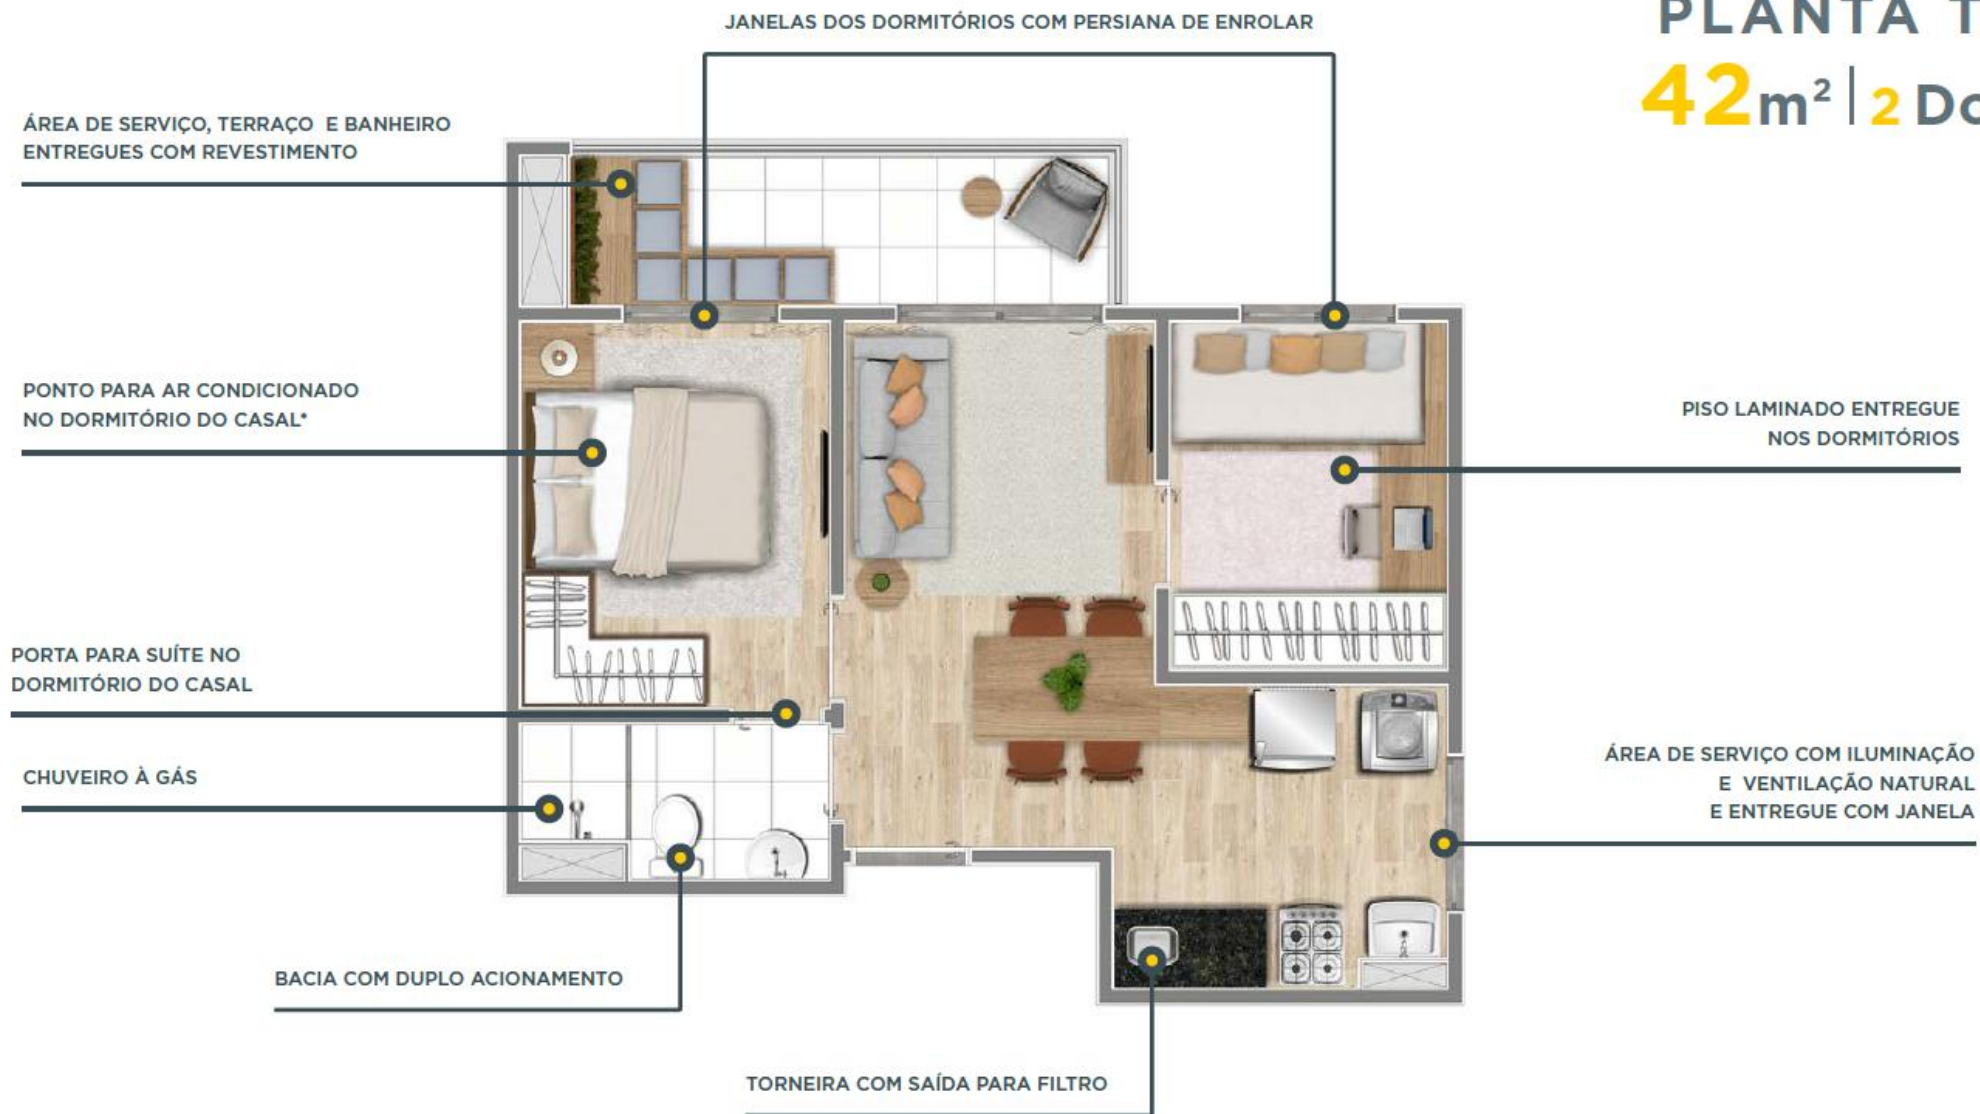 JANELAS DOS DORMITÓRIOS COM PERSIANA DE ENROLAR
PLANTA T
42m² | 2 Do
ÁREA DE SERVIÇO, TERRAÇO E BANHEIRO
ENTREGUES COM REVESTIMENTO
PONTO PARA AR CONDICIONADO
NO DORMITÓRIO DO CASAL*
PISO LAMINADO ENTREGUE
NOS DORMITÓRIOS
PORTA PARA SUÍTE NO
DORMITÓRIO DO CASAL
CHUVEIRO À GÁS
ÁREA DE SERVIÇO COM ILUMINAÇÃO
E VENTILAÇÃO NATURAL
E ENTREGUE COM JANELA
BACIA COM DUPLO ACIONAMENTO
TORNEIRA COM SAÍDA PARA FILTRO